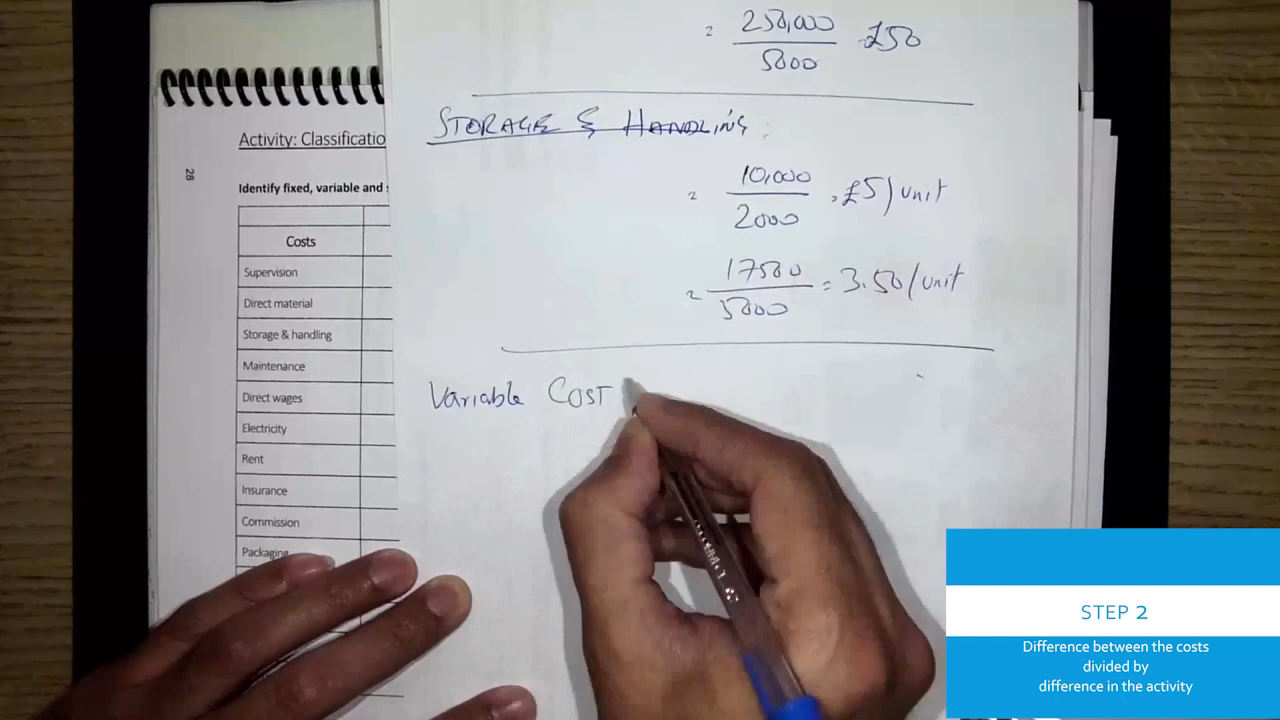 = 250,000 / 5000 = £50
STORAGE & HANDLING :
= 10,000 / 2000 = £5/unit
= 17500 / 5000 = 3.50/unit
Variable COST
28
Activity: Classificatio
Identify fixed, variable and s
Costs
Supervision
Direct material
Storage & handling
Maintenance
Direct wages
Electricity
Rent
Insurance
Commission
Packaging
STEP 2
Difference between the costs
divided by
difference in the activity